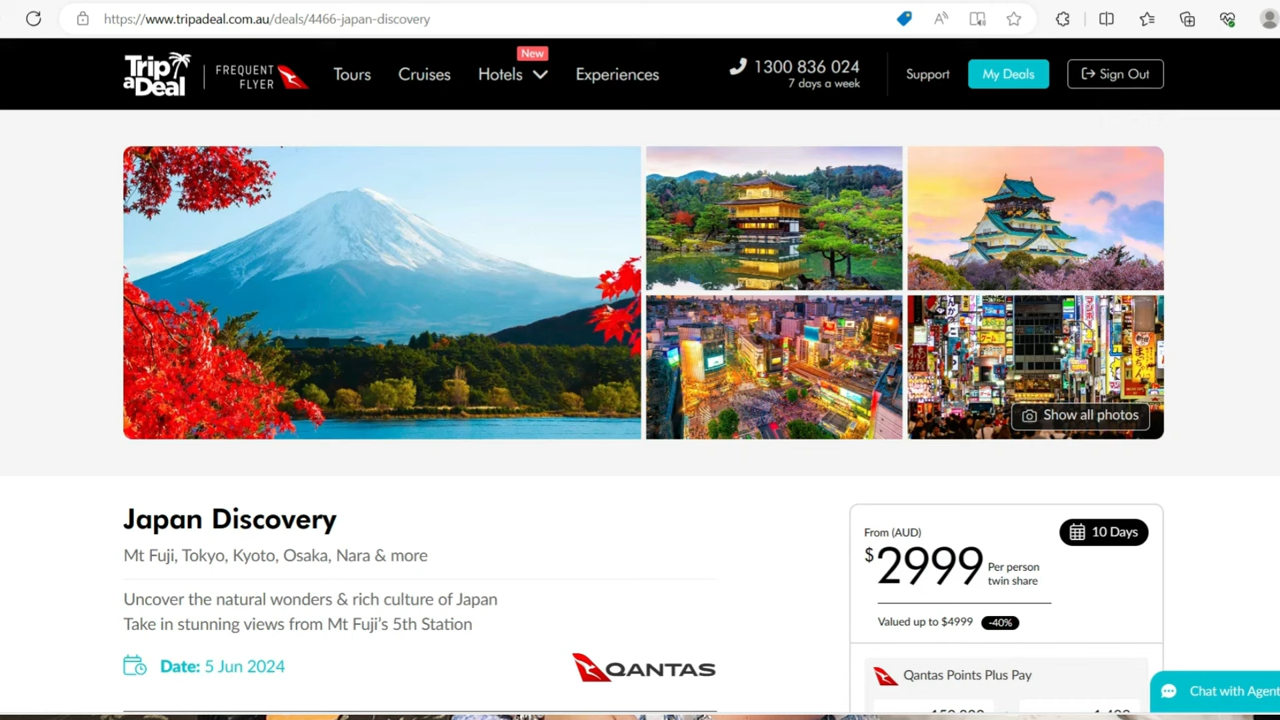 https://www.tripadeal.com.au/deals/4466-japan-discovery
Trip
aDeal
FREQUENT
FLYER
Tours
Cruises
Hotels
New
Experiences
1300 836 024
7 days a week
Support
My Deals
Sign Out
Show all photos
Japan Discovery
Mt Fuji, Tokyo, Kyoto, Osaka, Nara & more
Uncover the natural wonders & rich culture of Japan
Take in stunning views from Mt Fuji's 5th Station
Date: 5 Jun 2024
QANTAS
From (AUD)
10 Days
$2999
Per person
twin share
Valued up to $4999 -40%
Qantas Points Plus Pay
Chat with Agent